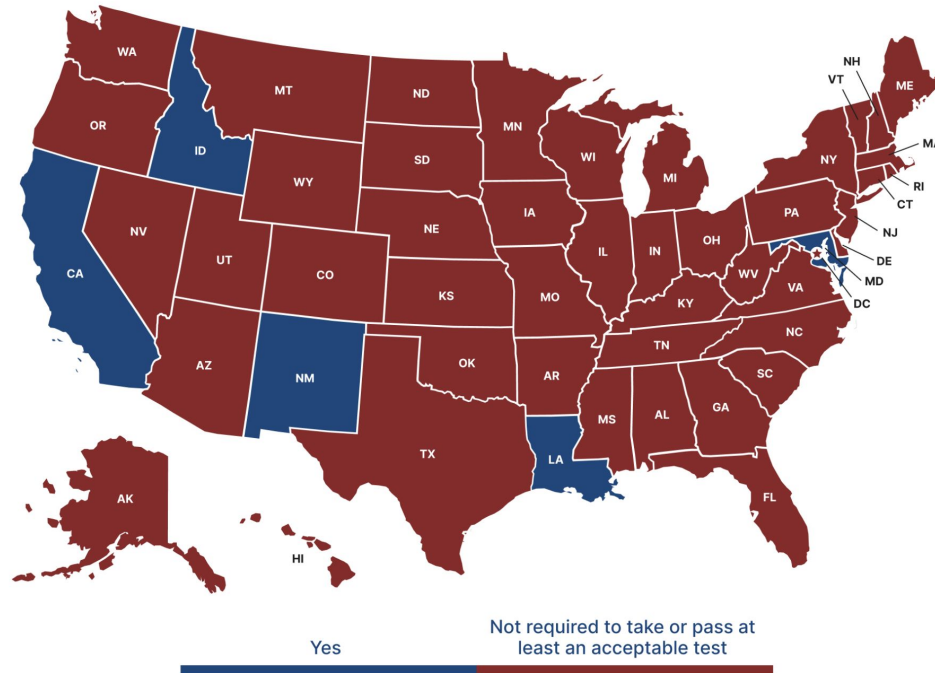 WA
OR
CA
NV
ID
MT
WY
UT
CO
AZ
NM
ND
SD
NE
KS
OK
TX
MN
IA
MO
AR
LA
WI
IL
MI
IN
OH
KY
TN
MS
AL
GA
FL
SC
NC
VA
WV
PA
NY
VT
NH
ME
RI
CT
NJ
DE
MD
DC
AK
HI
Yes
Not required to take or pass at
least an acceptable test